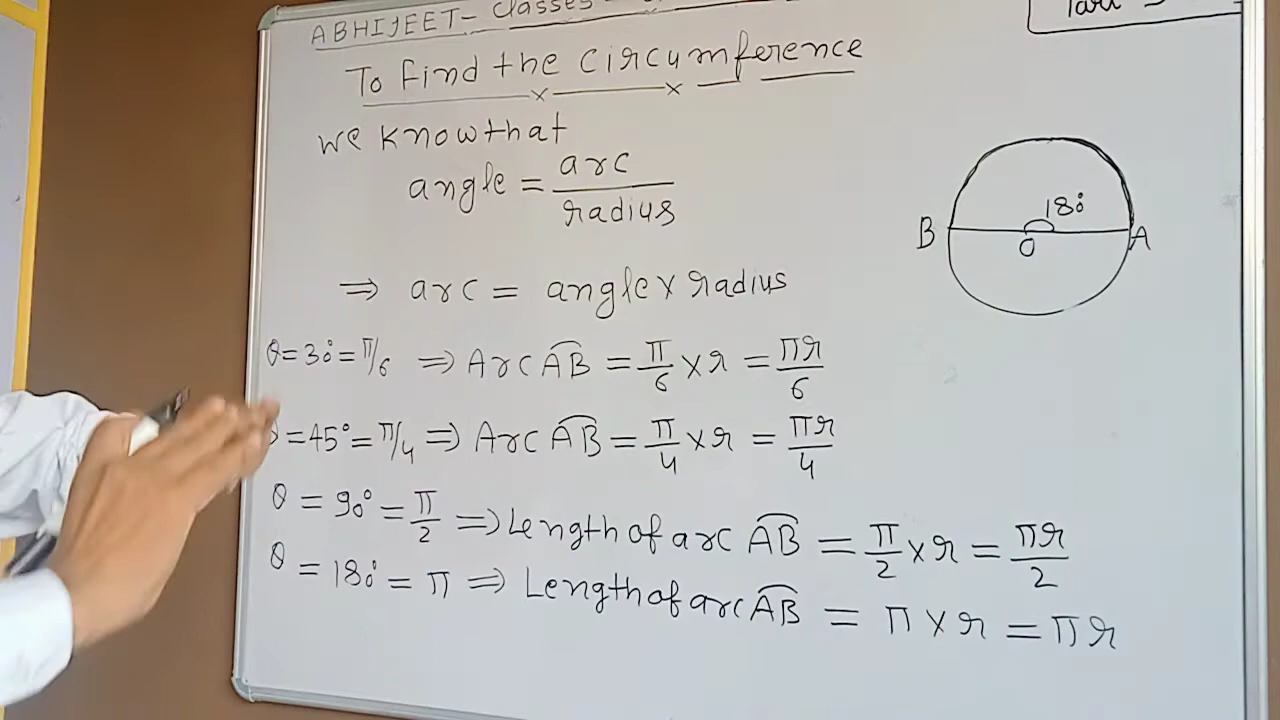 ABHIJEET- Classes-
To find the circumference
we know that
angle = arc/radius
⇒ arc = angle x radius
θ = 30° = π/6 ⇒ Arc AB = π/6 × r = πr/6
= 45° = π/4 ⇒ Arc AB = π/4 × r = πr/4
θ = 90° = π/2 ⇒ Length of arc AB = π/2 × r = πr/2
θ = 180° = π ⇒ Length of arc AB = π × r = πr
180°
B
O
A